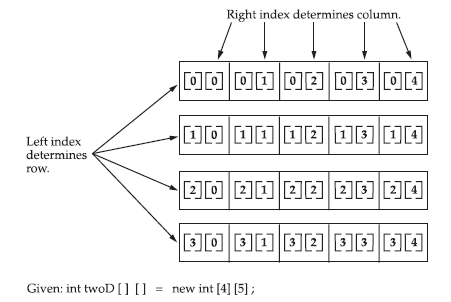 Right index determines column.
[0][0] [0][1] [0][2] [0][3] [0][4]
[1][0] [1][1] [1][2] [1][3] [1][4]
Left index
determines
row.
[2][0] [2][1] [2][2] [2][3] [2][4]
[3][0] [3][1] [3][2] [3][3] [3][4]
Given: int twoD [ ] [ ] = new int [4] [5] ;